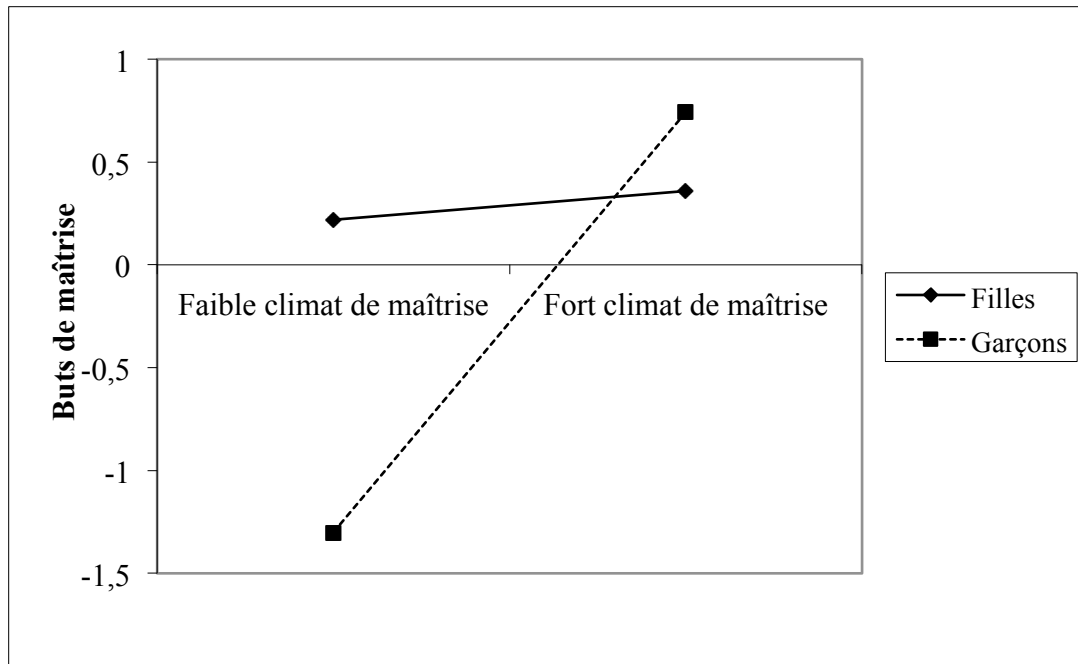 1
0,5
0
-0,5
-1
-1,5
Buts de maîtrise
Faible climat de maîtrise
Fort climat de maîtrise
Filles
Garçons